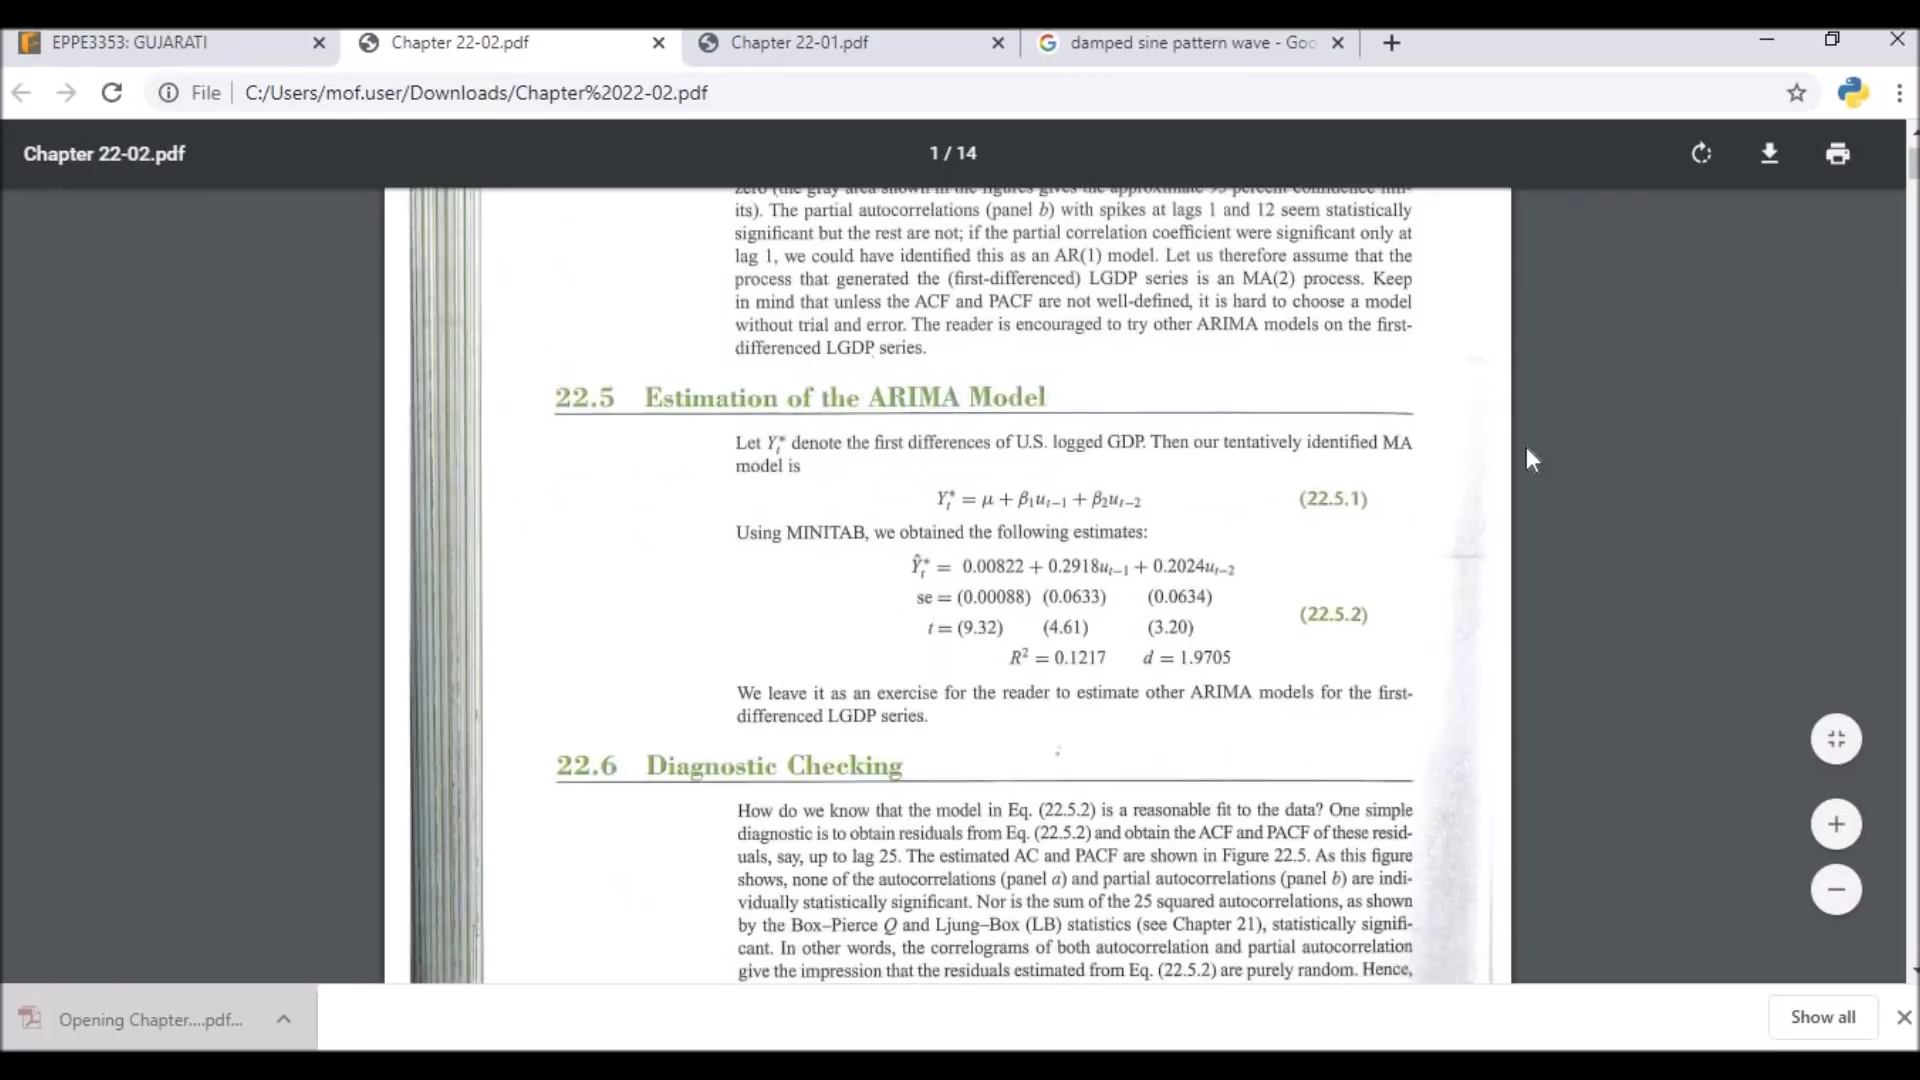 EPPE3353: GUJARATI
Chapter 22-02.pdf
Chapter 22-01.pdf
damped sine pattern wave - Goo
File C:/Users/mof.user/Downloads/Chapter%2022-02.pdf
Chapter 22-02.pdf
1 / 14
zero (the gray area shown in the figures gives the approximate 95 percent confidence lim-
its). The partial autocorrelations (panel b) with spikes at lags 1 and 12 seem statistically
significant but the rest are not; if the partial correlation coefficient were significant only at
lag 1, we could have identified this as an AR(1) model. Let us therefore assume that the
process that generated the (first-differenced) LGDP series is an MA(2) process. Keep
in mind that unless the ACF and PACF are not well-defined, it is hard to choose a model
without trial and error. The reader is encouraged to try other ARIMA models on the first-
differenced LGDP series.
22.5 Estimation of the ARIMA Model
Let Yₜ* denote the first differences of U.S. logged GDP. Then our tentatively identified MA
model is
Yₜ* = μ + β₁uₜ₋₁ + β₂uₜ₋₂ (22.5.1)
Using MINITAB, we obtained the following estimates:
Ŷₜ* = 0.00822 + 0.2918uₜ₋₁ + 0.2024uₜ₋₂
se = (0.00088) (0.0633) (0.0634)
(22.5.2)
t = (9.32) (4.61) (3.20)
R² = 0.1217 d = 1.9705
We leave it as an exercise for the reader to estimate other ARIMA models for the first-
differenced LGDP series.
22.6 Diagnostic Checking
How do we know that the model in Eq. (22.5.2) is a reasonable fit to the data? One simple
diagnostic is to obtain residuals from Eq. (22.5.2) and obtain the ACF and PACF of these resid-
uals, say, up to lag 25. The estimated AC and PACF are shown in Figure 22.5. As this figure
shows, none of the autocorrelations (panel a) and partial autocorrelations (panel b) are indi-
vidually statistically significant. Nor is the sum of the 25 squared autocorrelations, as shown
by the Box–Pierce Q and Ljung–Box (LB) statistics (see Chapter 21), statistically signifi-
cant. In other words, the correlograms of both autocorrelation and partial autocorrelation
give the impression that the residuals estimated from Eq. (22.5.2) are purely random. Hence,
Opening Chapter....pdf...
Show all